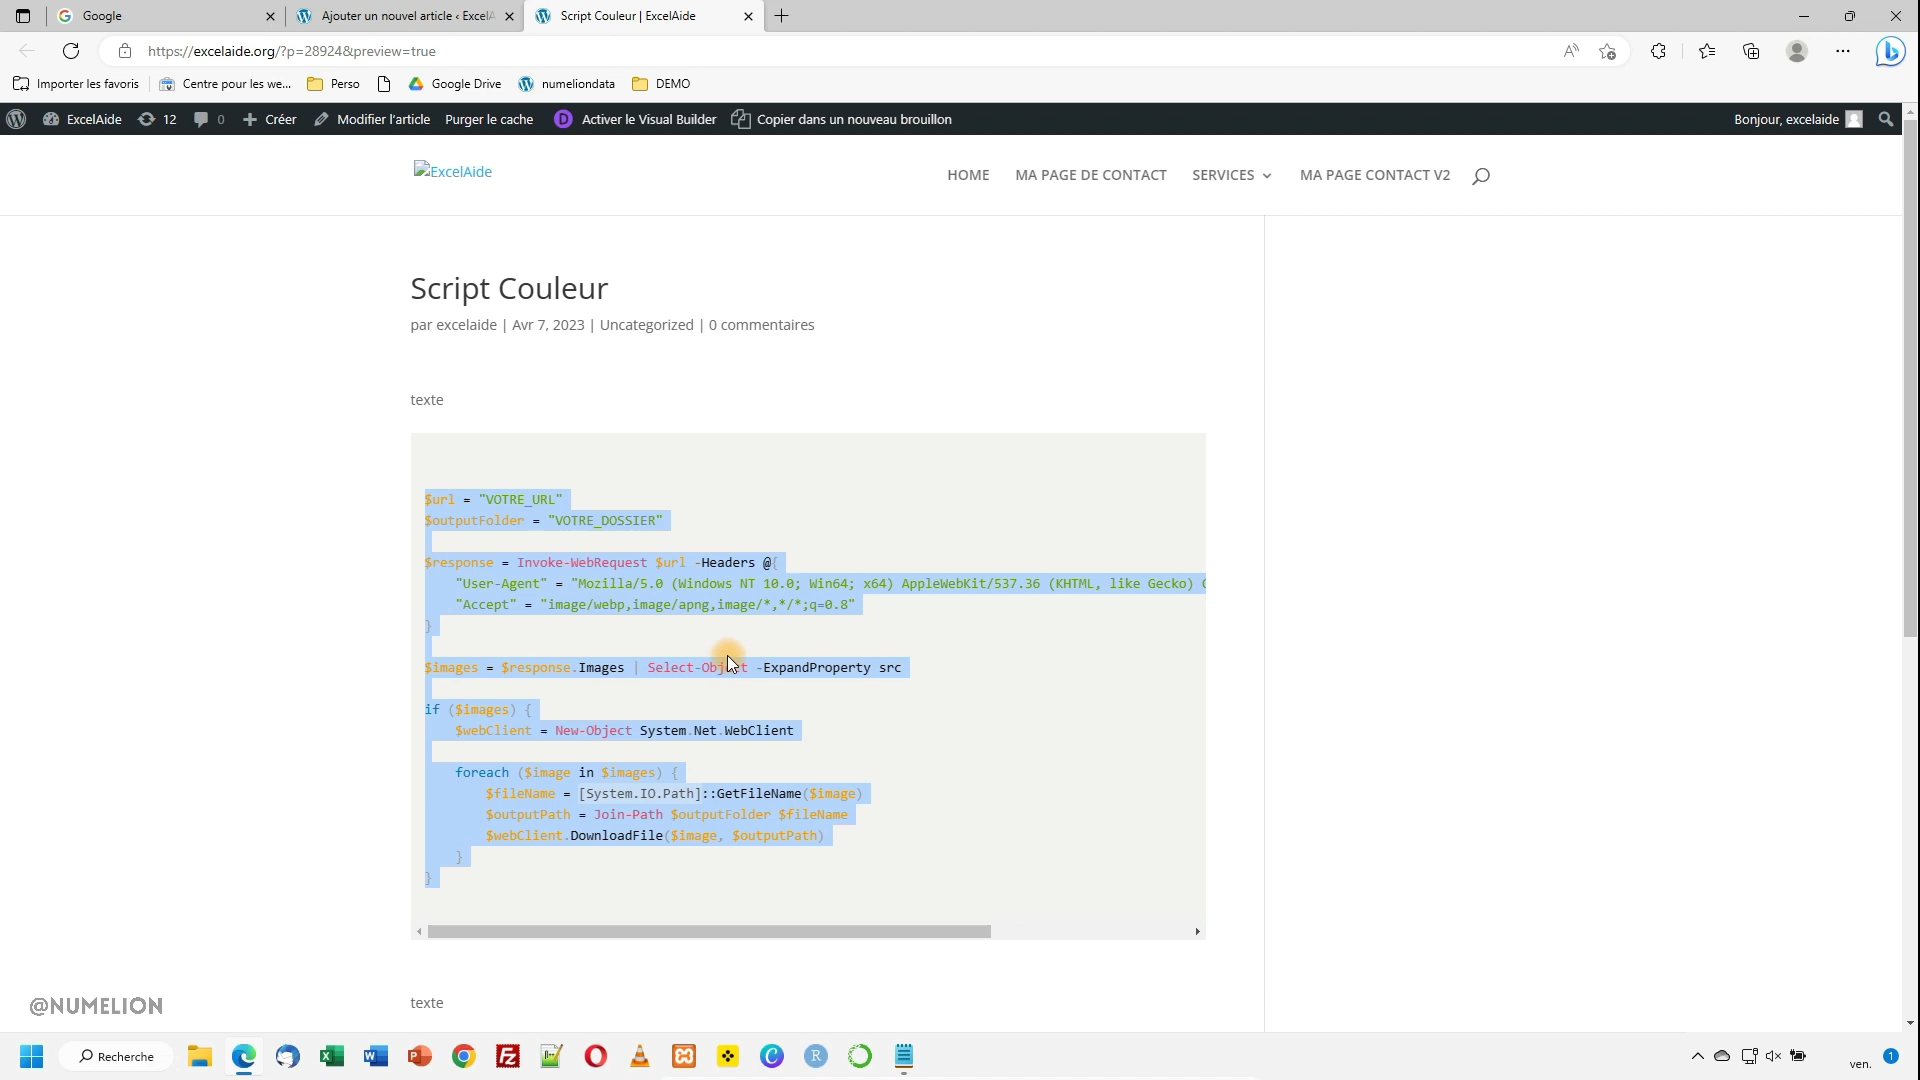 Google
Ajouter un nouvel article ‹ ExcelA
Script Couleur | ExcelAide
https://excelaide.org/?p=28924&preview=true
Importer les favoris
Centre pour les we...
Perso
Google Drive
numeliondata
DEMO
ExcelAide
12
0
Créer
Modifier l'article
Purger le cache
D
Activer le Visual Builder
Copier dans un nouveau brouillon
Bonjour, excelaide
ExcelAide
HOME
MA PAGE DE CONTACT
SERVICES
MA PAGE CONTACT V2
Script Couleur
par excelaide | Avr 7, 2023 | Uncategorized | 0 commentaires
texte
$url = "VOTRE_URL"
$outputFolder = "VOTRE_DOSSIER"
$response = Invoke-WebRequest $url -Headers @{
"User-Agent" = "Mozilla/5.0 (Windows NT 10.0; Win64; x64) AppleWebKit/537.36 (KHTML, like Gecko)
"Accept" = "image/webp,image/apng,image/*,*/*;q=0.8"
}
$images = $response.Images | Select-Object -ExpandProperty src
if ($images) {
$webClient = New-Object System.Net.WebClient
foreach ($image in $images) {
$fileName = [System.IO.Path]::GetFileName($image)
$outputPath = Join-Path $outputFolder $fileName
$webClient.DownloadFile($image, $outputPath)
}
}
texte
@NUMELION
Recherche
ven.
1